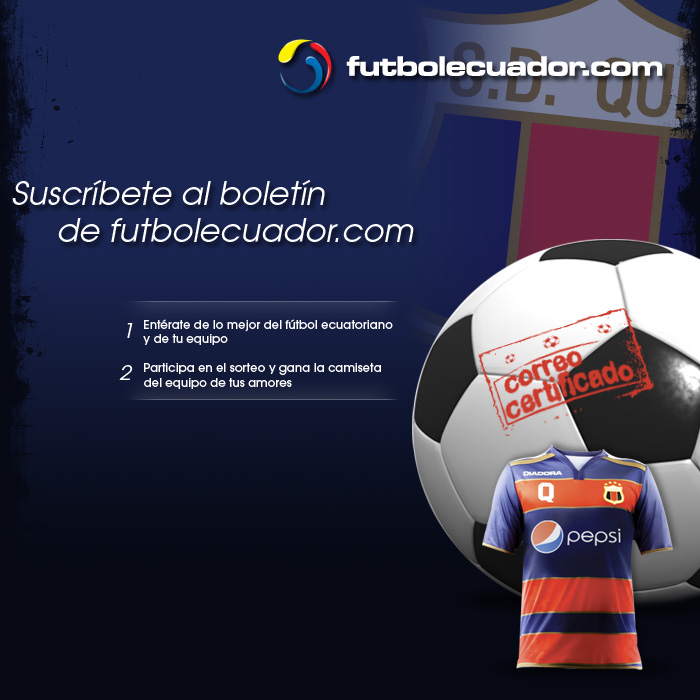 futbolecuador.com
S.D. QUI
Suscríbete al boletín
de futbolecuador.com
1 Entérate de lo mejor del fútbol ecuatoriano
y de tu equipo
2 Participa en el sorteo y gana la camiseta
del equipo de tus amores
correo
certificado
DIADORA
Q
pepsi